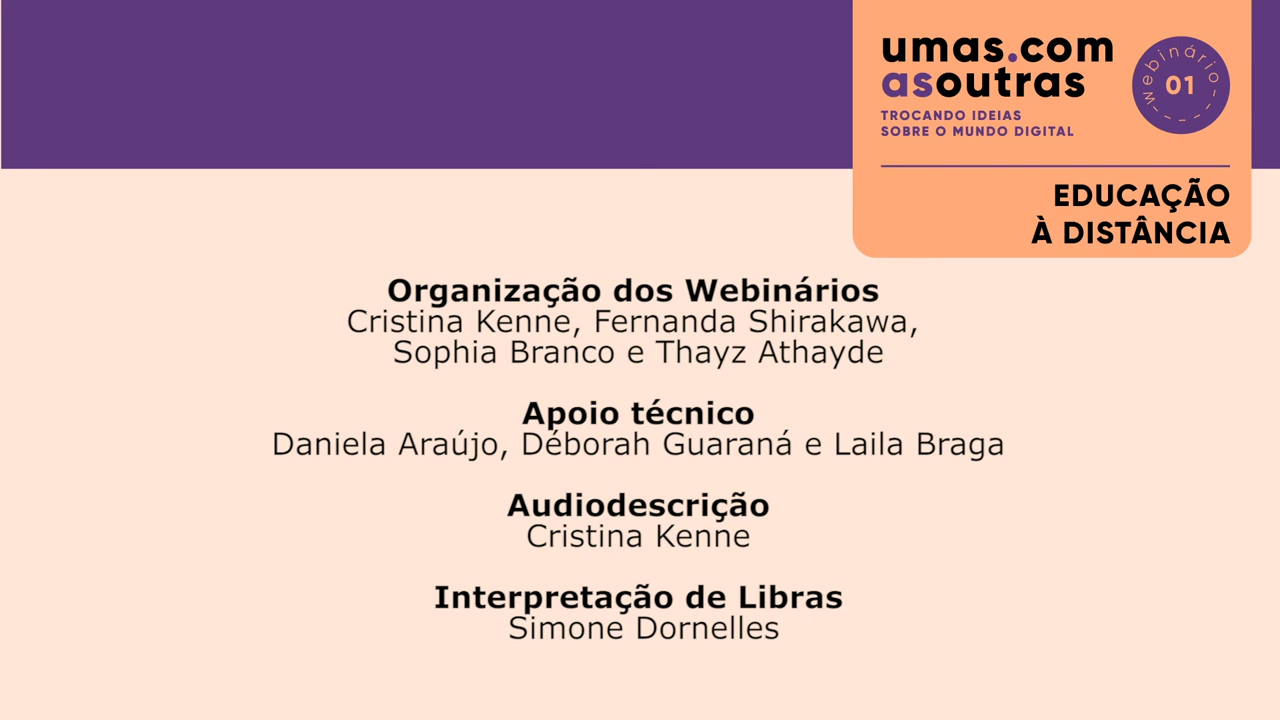 umas.com
asoutras
TROCANDO IDEIAS
SOBRE O MUNDO DIGITAL
webinário
01
EDUCAÇÃO
À DISTÂNCIA
Organização dos Webinários
Cristina Kenne, Fernanda Shirakawa,
Sophia Branco e Thayz Athayde
Apoio técnico
Daniela Araújo, Déborah Guaraná e Laila Braga
Audiodescrição
Cristina Kenne
Interpretação de Libras
Simone Dornelles